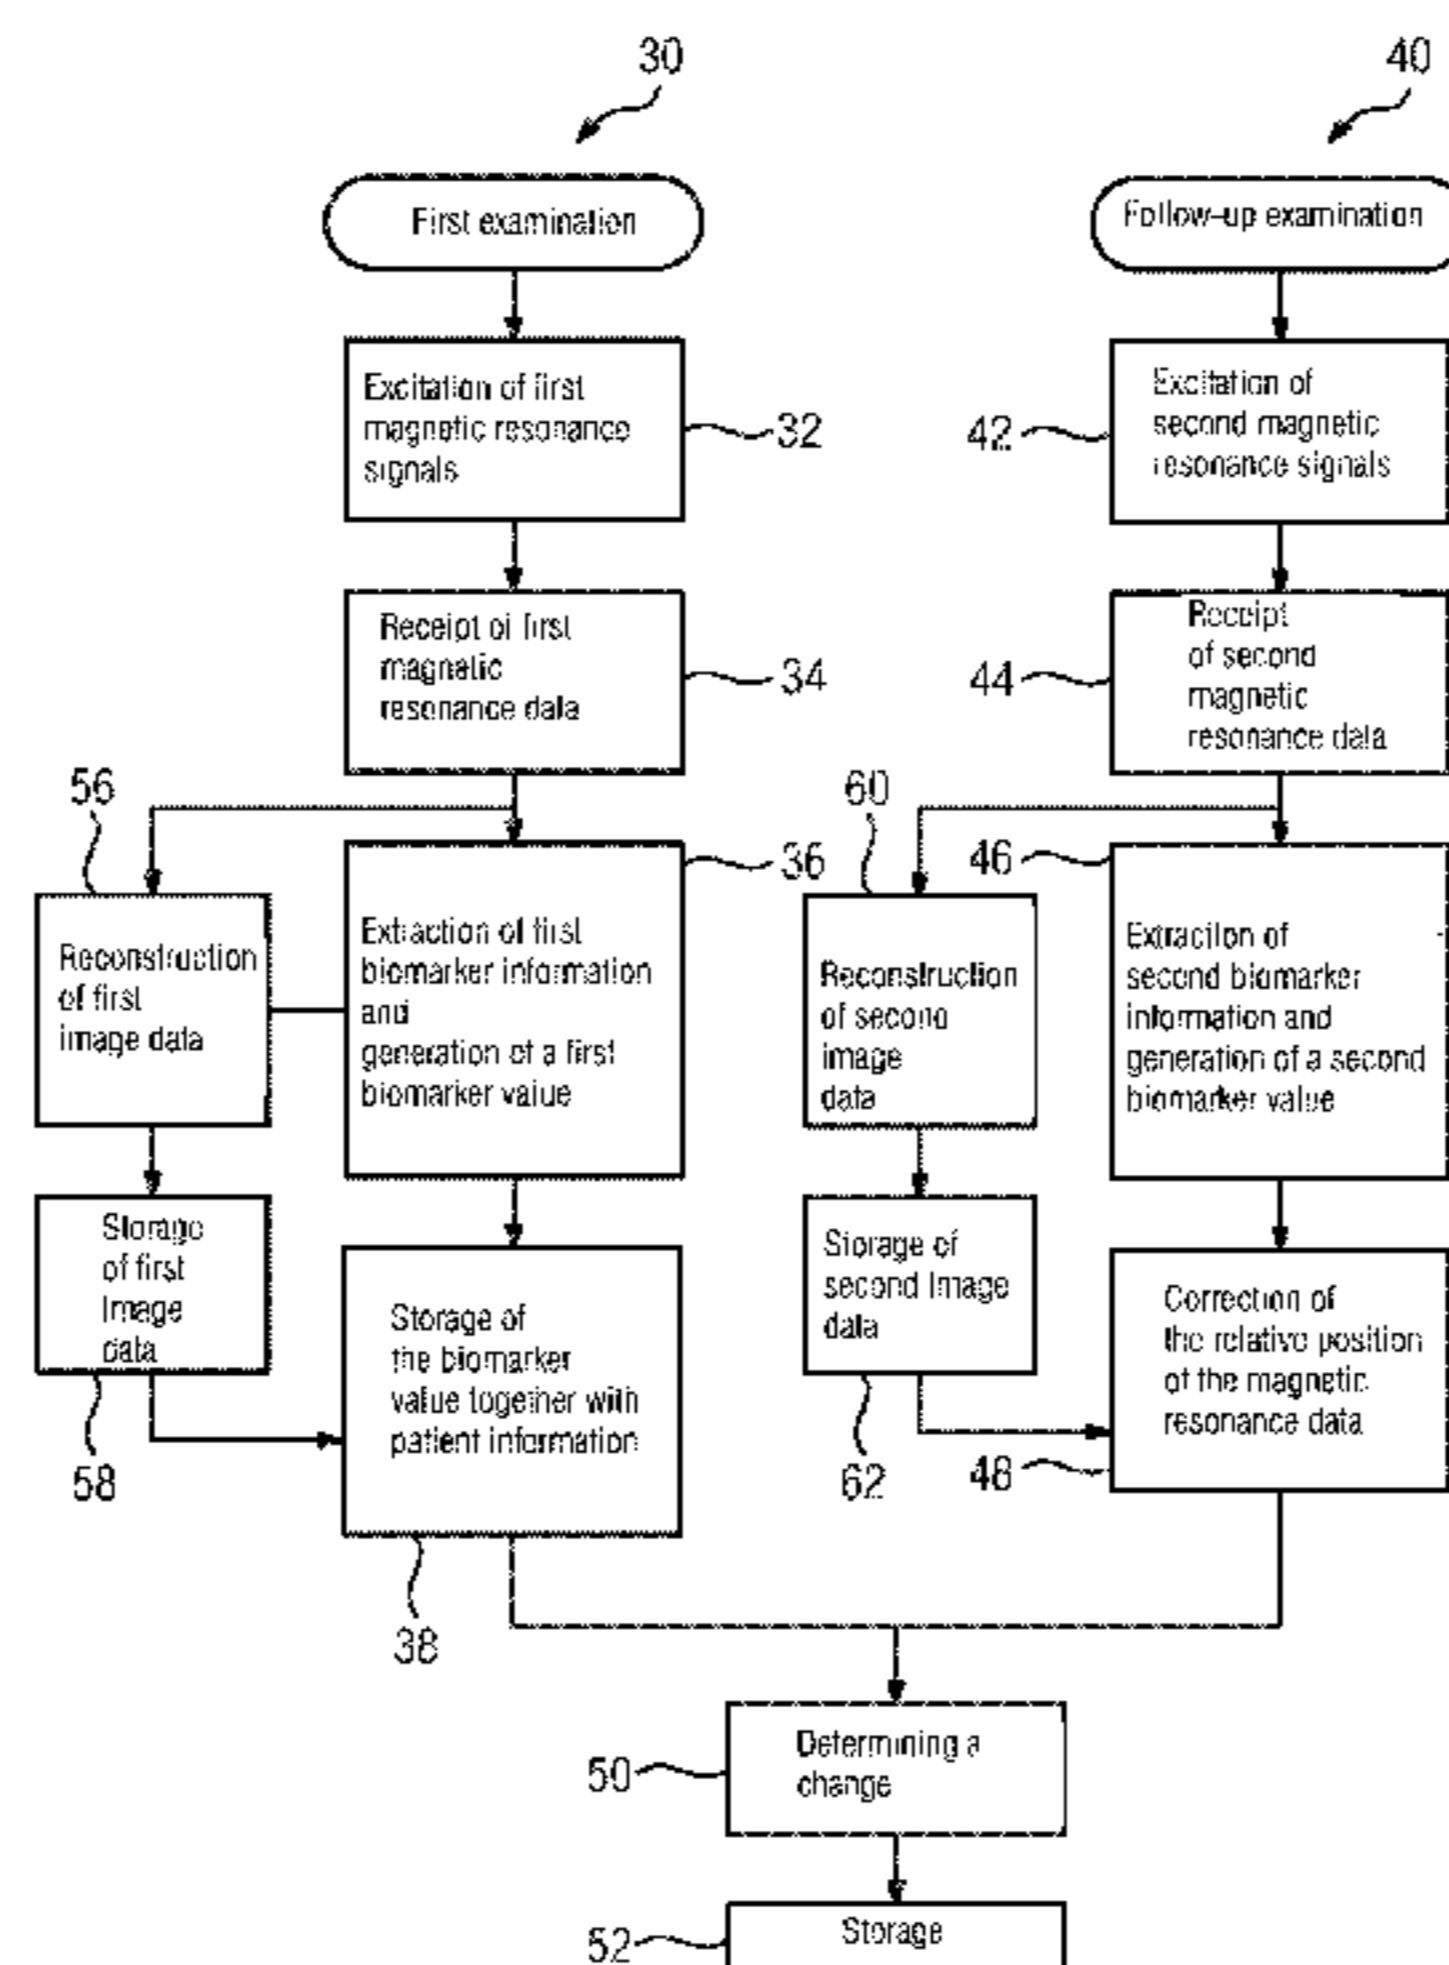 30
40
First examination
Follow-up examination
Excitation of first
magnetic resonance
signals
32
42
Excitation of
second magnetic
resonance signals
Receipt of first
magnetic
resonance data
34
44
Receipt
of second
magnetic
resonance data
56
36
60
46
Reconstruction
of first
image data
Extraction of first
biomarker information
and
generation of a first
biomarker value
Reconstruction
of second
image
data
Extraction of
second biomarker
information and
generation of a second
biomarker value
Storage
of first
image
data
58
Storage of
the biomarker
value together with
patient information
38
Storage of
second image
data
62
48
Correction of
the relative position
of the magnetic
resonance data
50
Determining a
change
52
Storage